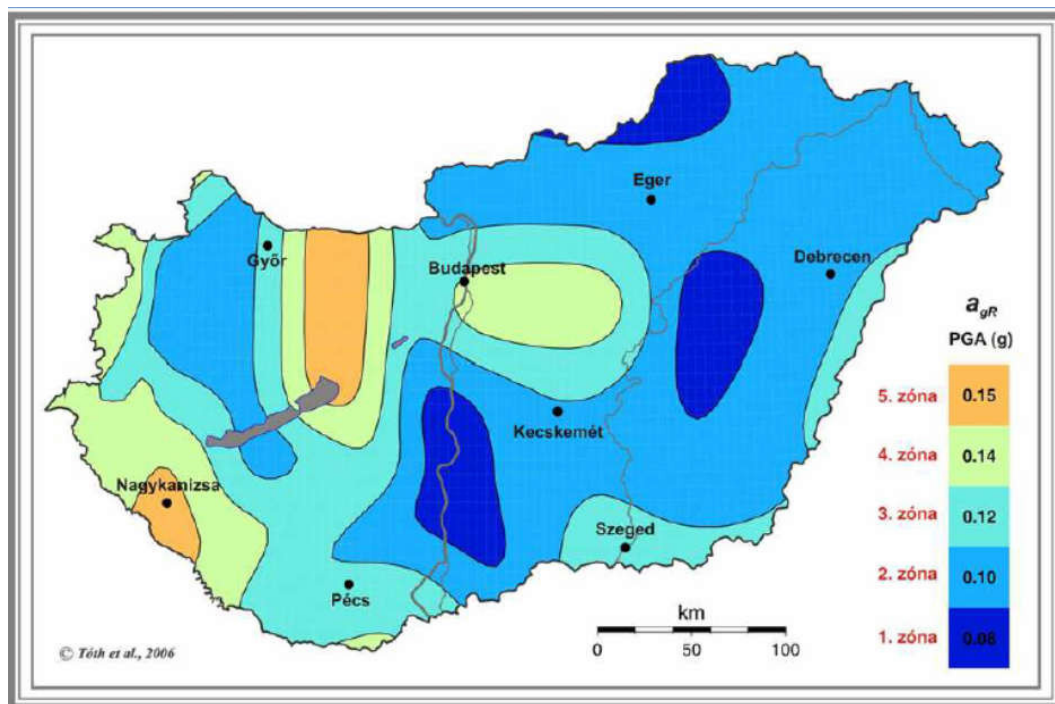 Eger
Győr
Budapest
Debrecen
a_gR
PGA (g)
5. zóna 0.15
Kecskemét
4. zóna 0.14
Nagykanizsa
3. zóna 0.12
Szeged
2. zóna 0.10
Pécs
km
1. zóna 0.08
0 50 100
© Tóth et al., 2006